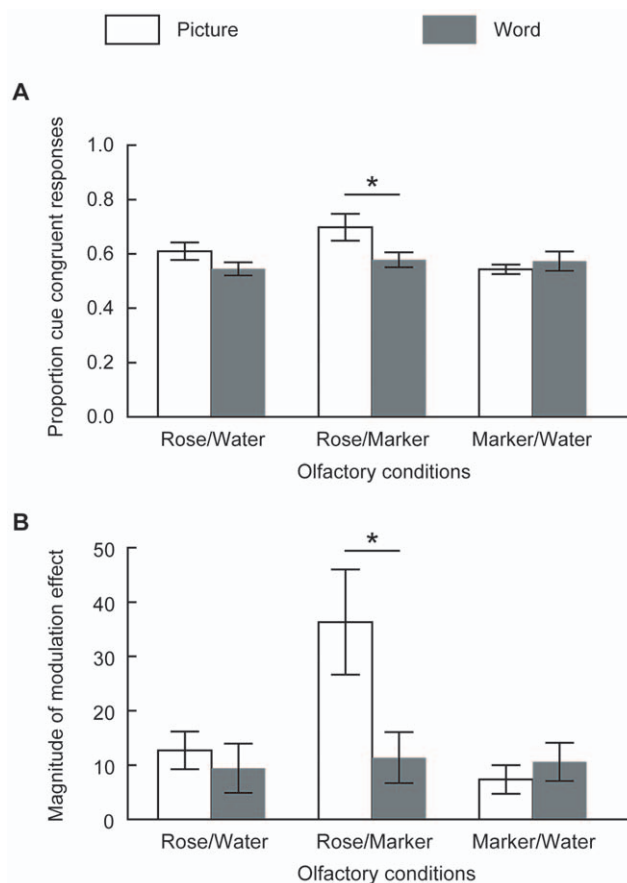 Picture
Word
A
Proportion cue congruent responses
1.0
0.8
0.6
0.4
0.2
0.0
*
Rose/Water Rose/Marker Marker/Water
Olfactory conditions
B
Magnitude of modulation effect
50
40
30
20
10
0
*
Rose/Water Rose/Marker Marker/Water
Olfactory conditions